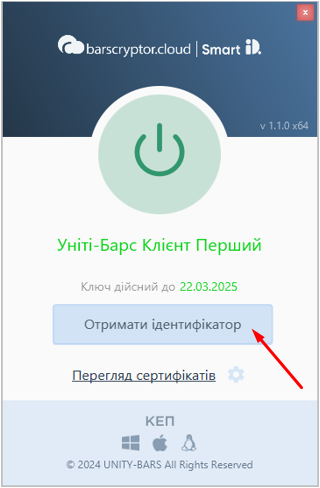 barscryptor.cloud | Smart iD.
v 1.1.0 x64
Уніті-Барс Клієнт Перший
Ключ дійсний до 22.03.2025
Отримати ідентифікатор
Перегляд сертифікатів
КЕП
© 2024 UNITY-BARS All Rights Reserved